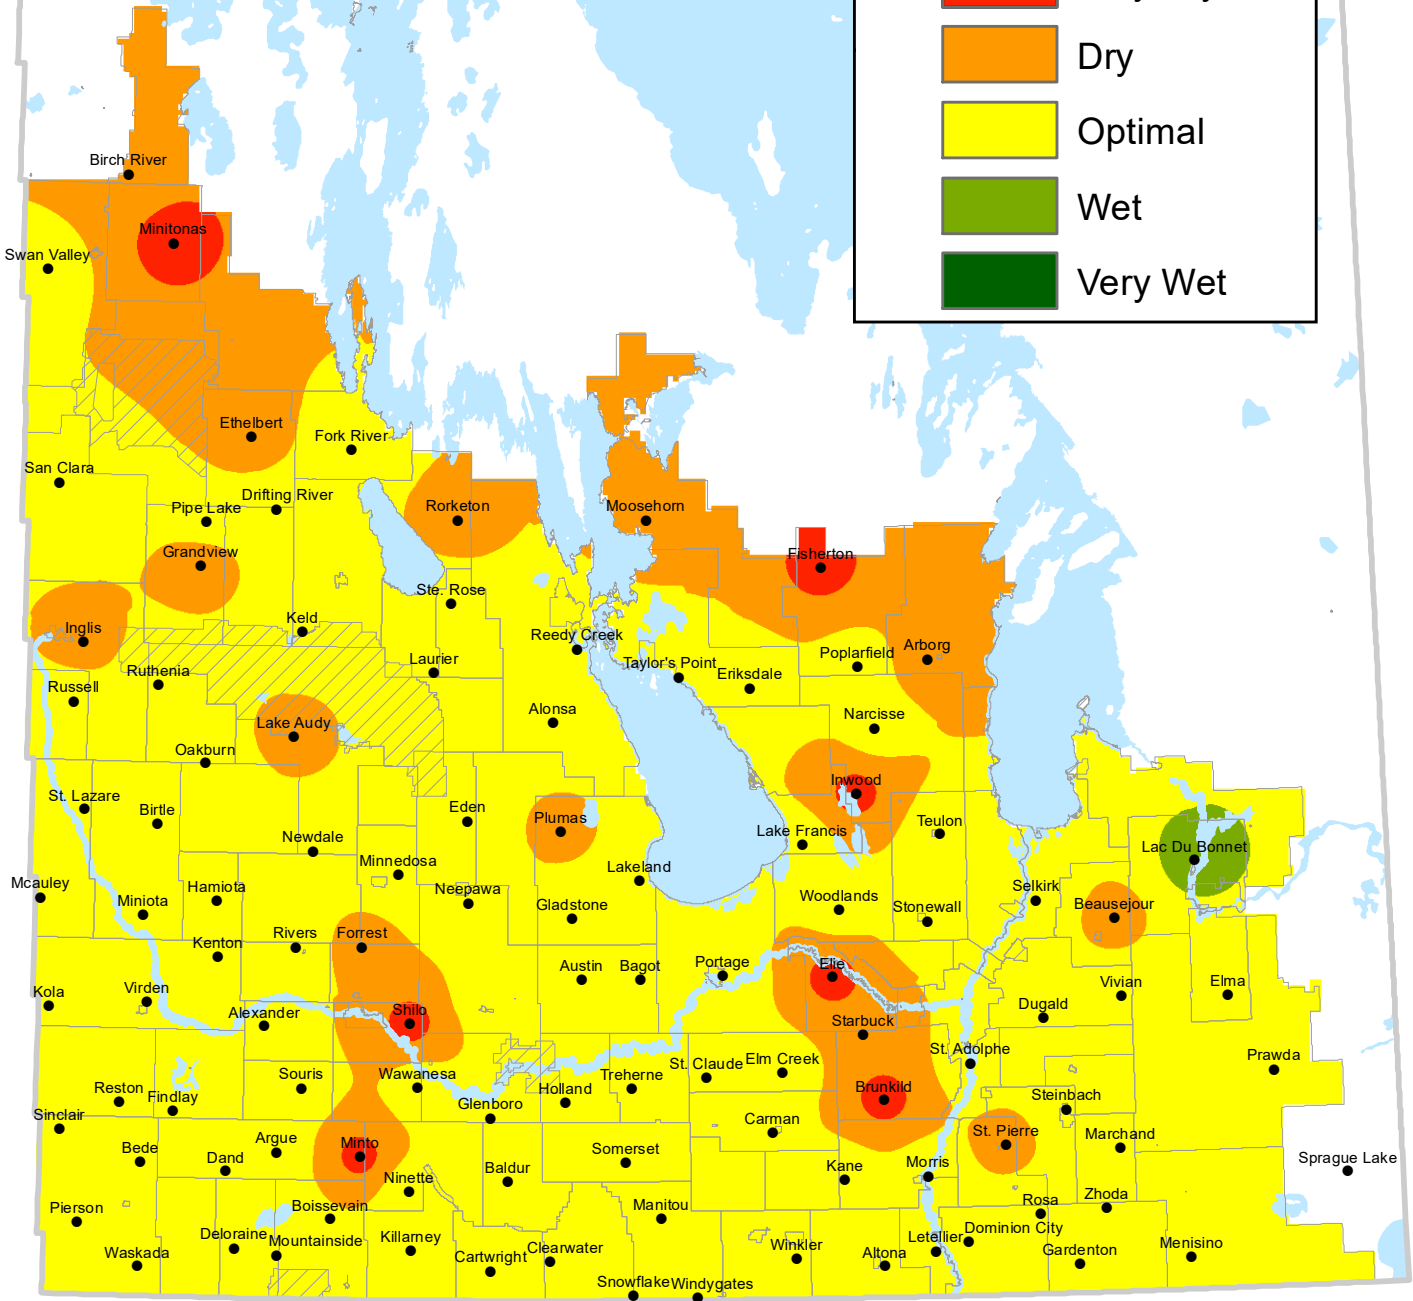 Dry
Optimal
Wet
Very Wet
Birch River
Minitonas
Swan Valley
Ethelbert
Fork River
San Clara
Drifting River
Pipe Lake
Rorketon
Moosehorn
Grandview
Fisherton
Ste. Rose
Keld
Inglis
Reedy Creek
Arborg
Poplarfield
Laurier
Taylor's Point
Eriksdale
Ruthenia
Russell
Alonsa
Narcisse
Lake Audy
Oakburn
Inwood
St. Lazare
Birtle
Eden
Plumas
Teulon
Lake Francis
Newdale
Lac Du Bonnet
Minnedosa
Lakeland
Mcauley
Hamiota
Neepawa
Selkirk
Miniota
Woodlands
Gladstone
Stonewall
Beausejour
Rivers
Forrest
Kenton
Austin
Bagot
Portage
Elie
Virden
Kola
Vivian
Elma
Alexander
Shilo
Dugald
Starbuck
St. Adolphe
Prawda
St. Claude
Elm Creek
Souris
Wawanesa
Treherne
Brunkild
Reston
Findlay
Holland
Steinbach
Glenboro
Sinclair
Carman
Argue
Minto
St. Pierre
Marchand
Bede
Dand
Somerset
Baldur
Kane
Morris
Sprague Lake
Ninette
Pierson
Boissevain
Manitou
Rosa
Zhoda
Deloraine
Mountainside
Killarney
Dominion City
Letellier
Waskada
Cartwright
Clearwater
Winkler
Altona
Gardenton
Menisino
Snowflake
Windygates